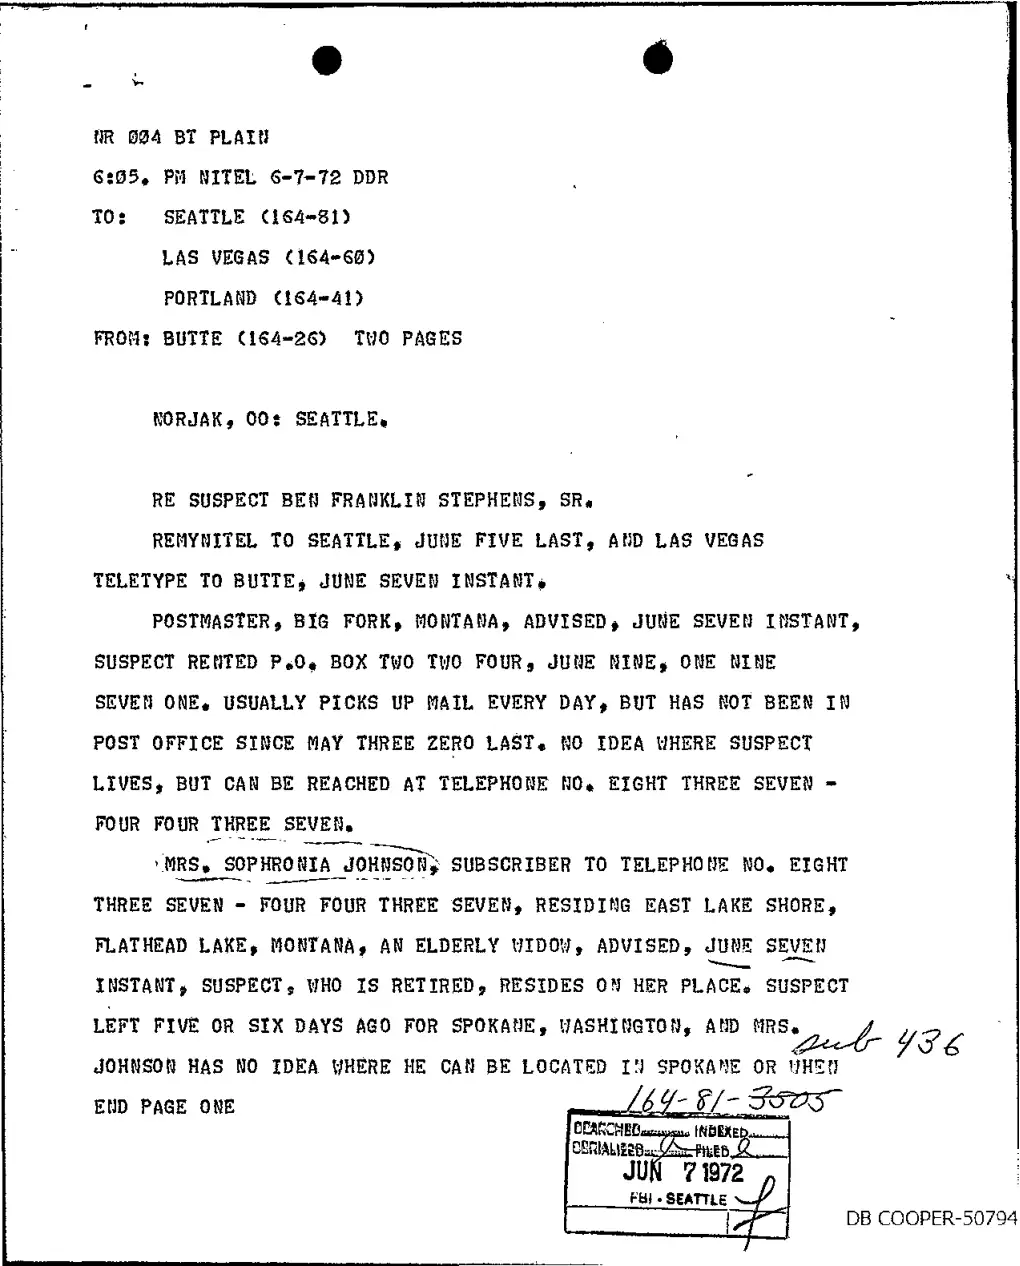 NR 004 BT PLAIN
6:05. PM NITEL 6-7-72 DDR
TO: SEATTLE (164-81)
LAS VEGAS (164-60)
PORTLAND (164-41)
FROM: BUTTE (164-26) TWO PAGES
NORJAK, OO: SEATTLE.
RE SUSPECT BEN FRANKLIN STEPHENS, SR.
REMYNITEL TO SEATTLE, JUNE FIVE LAST, AND LAS VEGAS
TELETYPE TO BUTTE, JUNE SEVEN INSTANT.
POSTMASTER, BIG FORK, MONTANA, ADVISED, JUNE SEVEN INSTANT,
SUSPECT RENTED P.O. BOX TWO TWO FOUR, JUNE NINE, ONE NINE
SEVEN ONE. USUALLY PICKS UP MAIL EVERY DAY, BUT HAS NOT BEEN IN
POST OFFICE SINCE MAY THREE ZERO LAST. NO IDEA WHERE SUSPECT
LIVES, BUT CAN BE REACHED AT TELEPHONE NO. EIGHT THREE SEVEN -
FOUR FOUR THREE SEVEN.
MRS. SOPHRONIA JOHNSON, SUBSCRIBER TO TELEPHONE NO. EIGHT
THREE SEVEN - FOUR FOUR THREE SEVEN, RESIDING EAST LAKE SHORE,
FLATHEAD LAKE, MONTANA, AN ELDERLY WIDOW, ADVISED, JUNE SEVEN
INSTANT, SUSPECT, WHO IS RETIRED, RESIDES ON HER PLACE. SUSPECT
LEFT FIVE OR SIX DAYS AGO FOR SPOKANE, WASHINGTON, AND MRS.
sub 436
JOHNSON HAS NO IDEA WHERE HE CAN BE LOCATED IN SPOKANE OR WHEN
END PAGE ONE
164-81-3505
SEARCHED INDEXED
SERIALIZED FILED
JUN 7 1972
FBI - SEATTLE
DB COOPER-50794